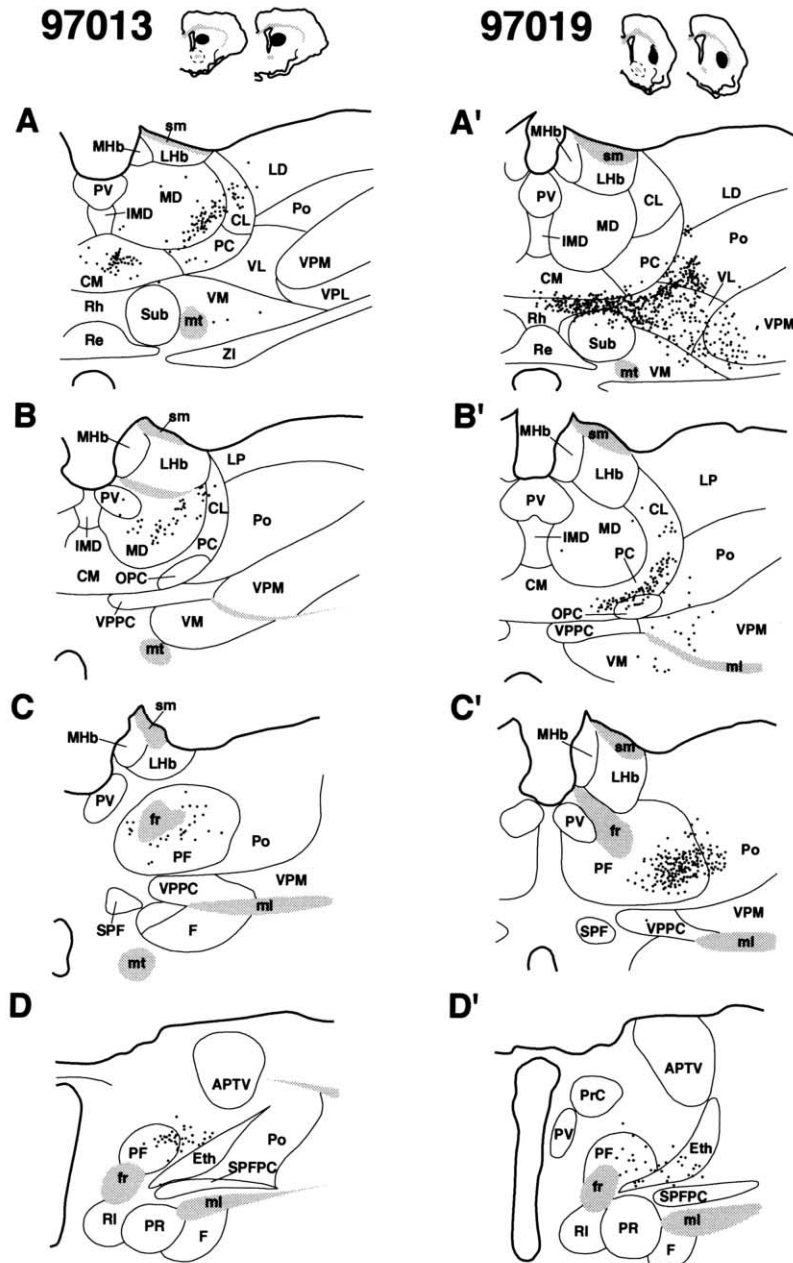 97013
97019
A
sm
MHb
LHb
LD
PV
MD
IMD
CL
Po
PC
CM
VL
VPM
Rh
Sub
VM
VPL
mt
Re
ZI
A'
MHb
sm
LHb
CL
LD
PV
MD
IMD
Po
PC
CM
VL
Rh
VPM
Sub
Re
mt
VM
B
sm
MHb
LHb
LP
PV
CL
Po
IMD
MD
PC
CM
OPC
VPM
VPPC
VM
mt
B'
MHb
sm
LHb
LP
PV
CL
MD
IMD
Po
PC
CM
OPC
VPPC
VPM
VM
ml
C
sm
MHb
LHb
PV
fr
Po
PF
VPPC
VPM
ml
SPF
F
mt
C'
MHb
sm
LHb
PV
fr
Po
PF
VPM
SPF
VPPC
ml
D
APTV
PF
Po
Eth
SPFPC
fr
ml
RI
PR
F
D'
APTV
PrC
PV
PF
Eth
fr
SPFPC
ml
RI
PR
F